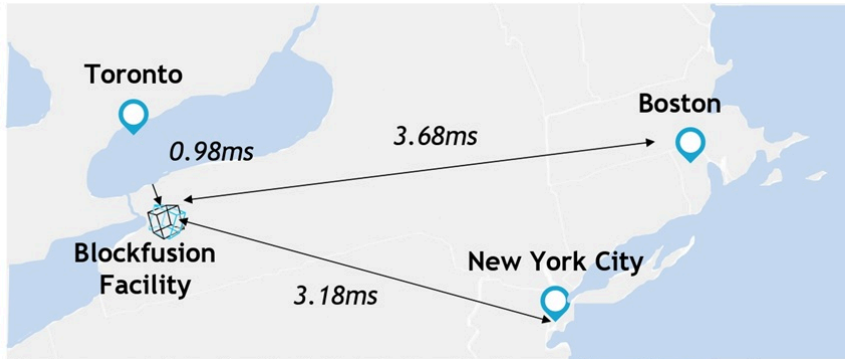 Toronto
Boston
3.68ms
0.98ms
Blockfusion
Facility
New York City
3.18ms